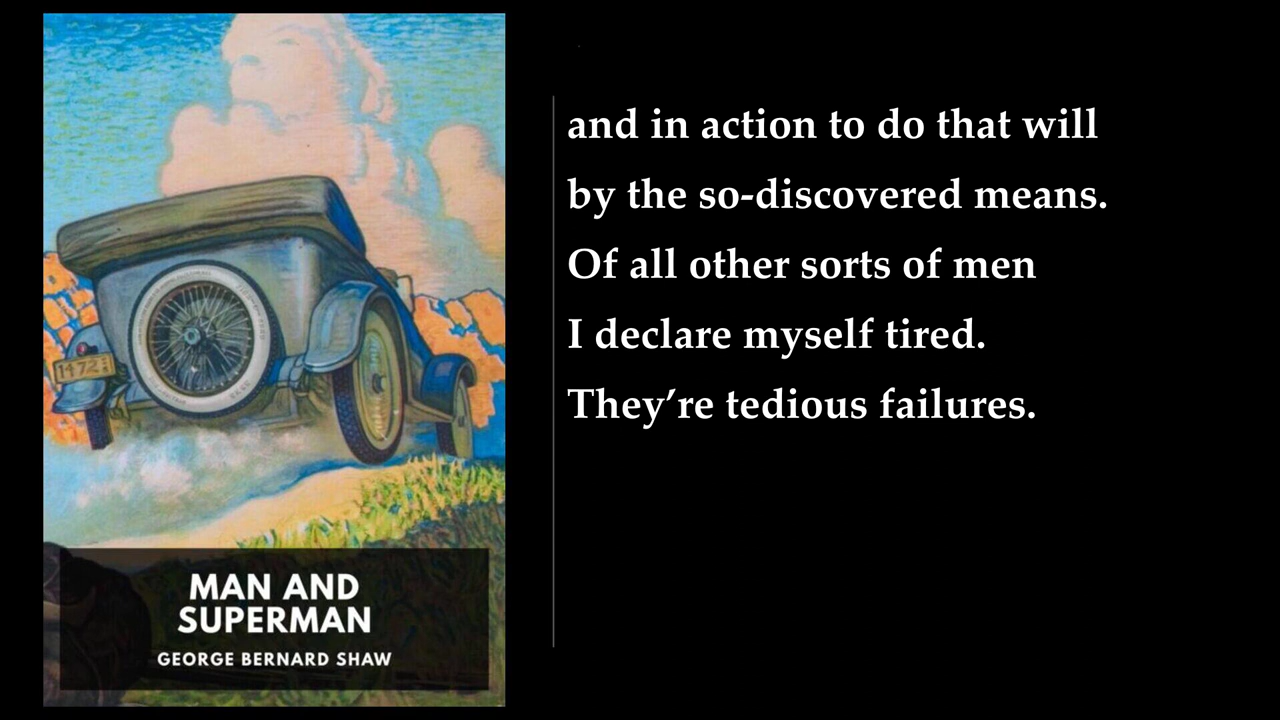 and in action to do that will
by the so-discovered means.
Of all other sorts of men
I declare myself tired.
They’re tedious failures.
1472
MAN AND
SUPERMAN
GEORGE BERNARD SHAW